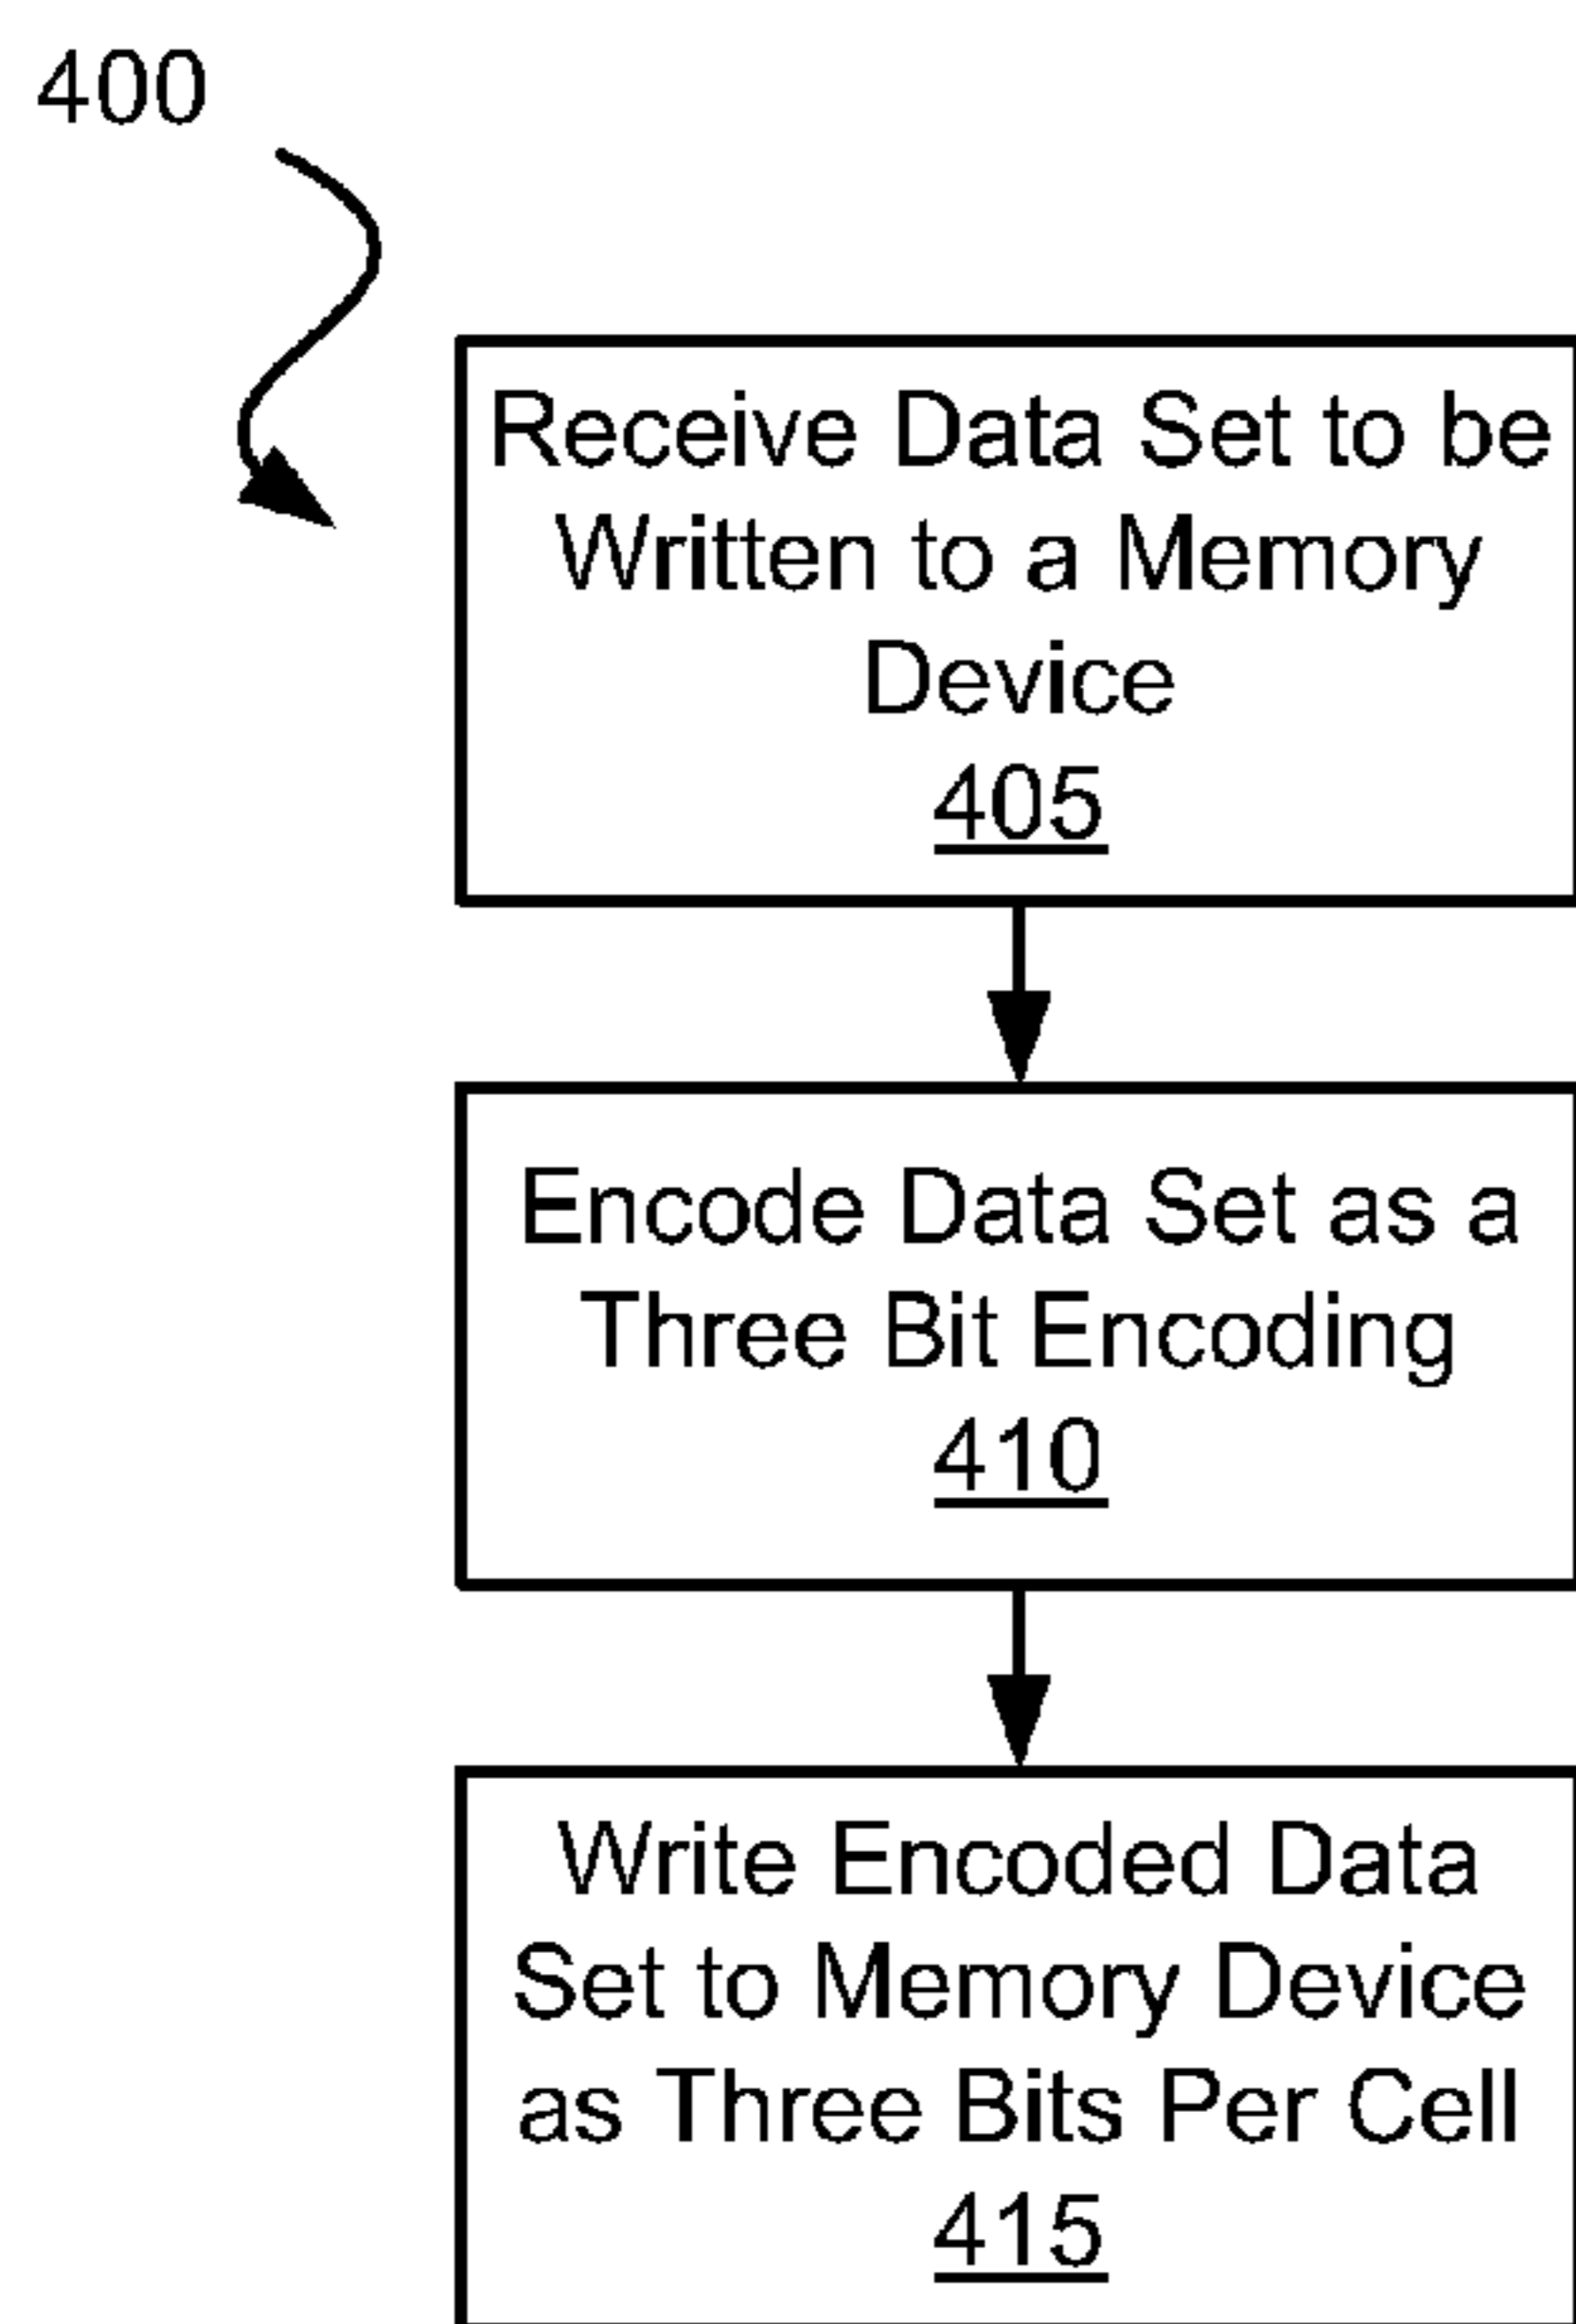 400
Receive Data Set to be
Written to a Memory
Device
405
Encode Data Set as a
Three Bit Encoding
410
Write Encoded Data
Set to Memory Device
as Three Bits Per Cell
415